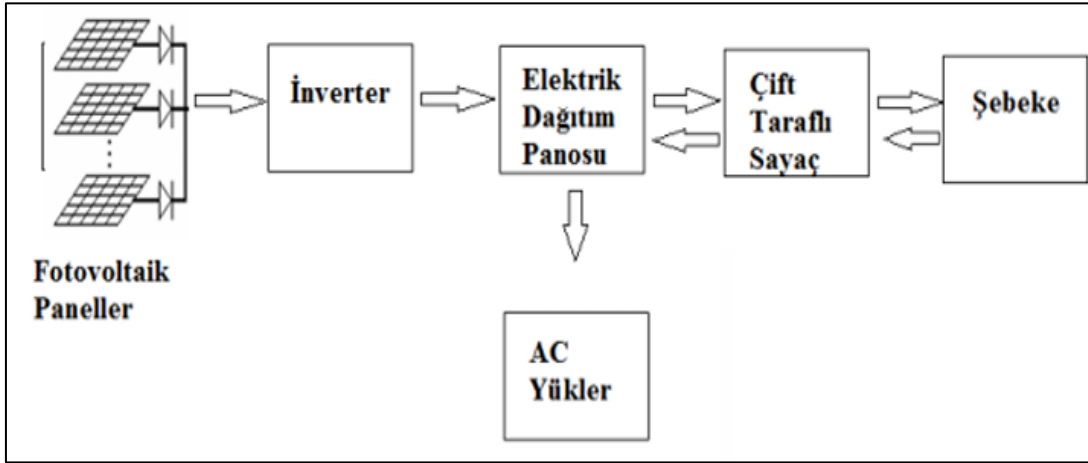 İnverter
Elektrik
Dağıtım
Panosu
Çift
Taraflı
Sayaç
Şebeke
Fotovoltaik
Paneller
AC
Yükler